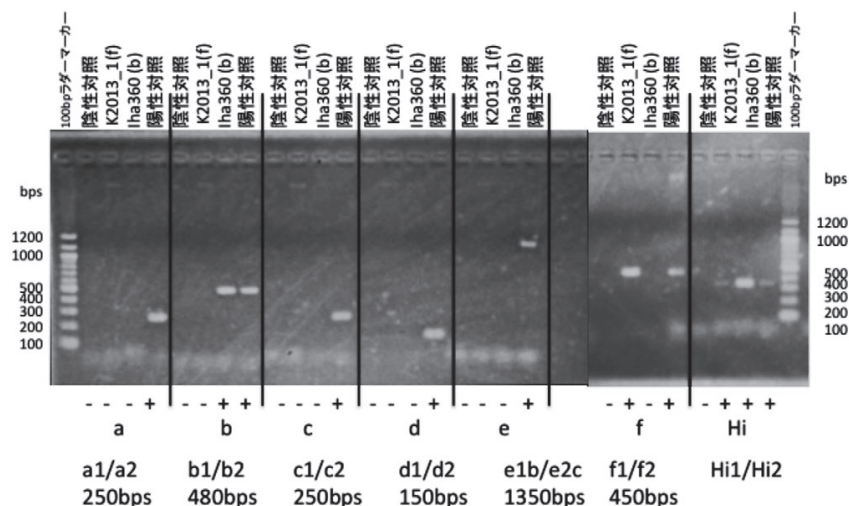 100bpラダーマーカー
陰性対照
K2013_1(f)
Iha360 (b)
陽性対照
陰性対照
K2013_1(f)
Iha360 (b)
陽性対照
陰性対照
K2013_1(f)
Iha360 (b)
陽性対照
陰性対照
K2013_1(f)
Iha360 (b)
陽性対照
陰性対照
K2013_1(f)
Iha360 (b)
陽性対照
陰性対照
K2013_1(f)
Iha360 (b)
陽性対照
陰性対照
K2013_1(f)
Iha360 (b)
陽性対照
100bpラダーマーカー
bps
1200
1000
500
400
300
200
100
bps
1200
1000
500
400
300
200
100
- - - + - - + + - - - + - - - + - - - + - + - + - + + +
a b c d e f Hi
a1/a2 b1/b2 c1/c2 d1/d2 e1b/e2c f1/f2 Hi1/Hi2
250bps 480bps 250bps 150bps 1350bps 450bps